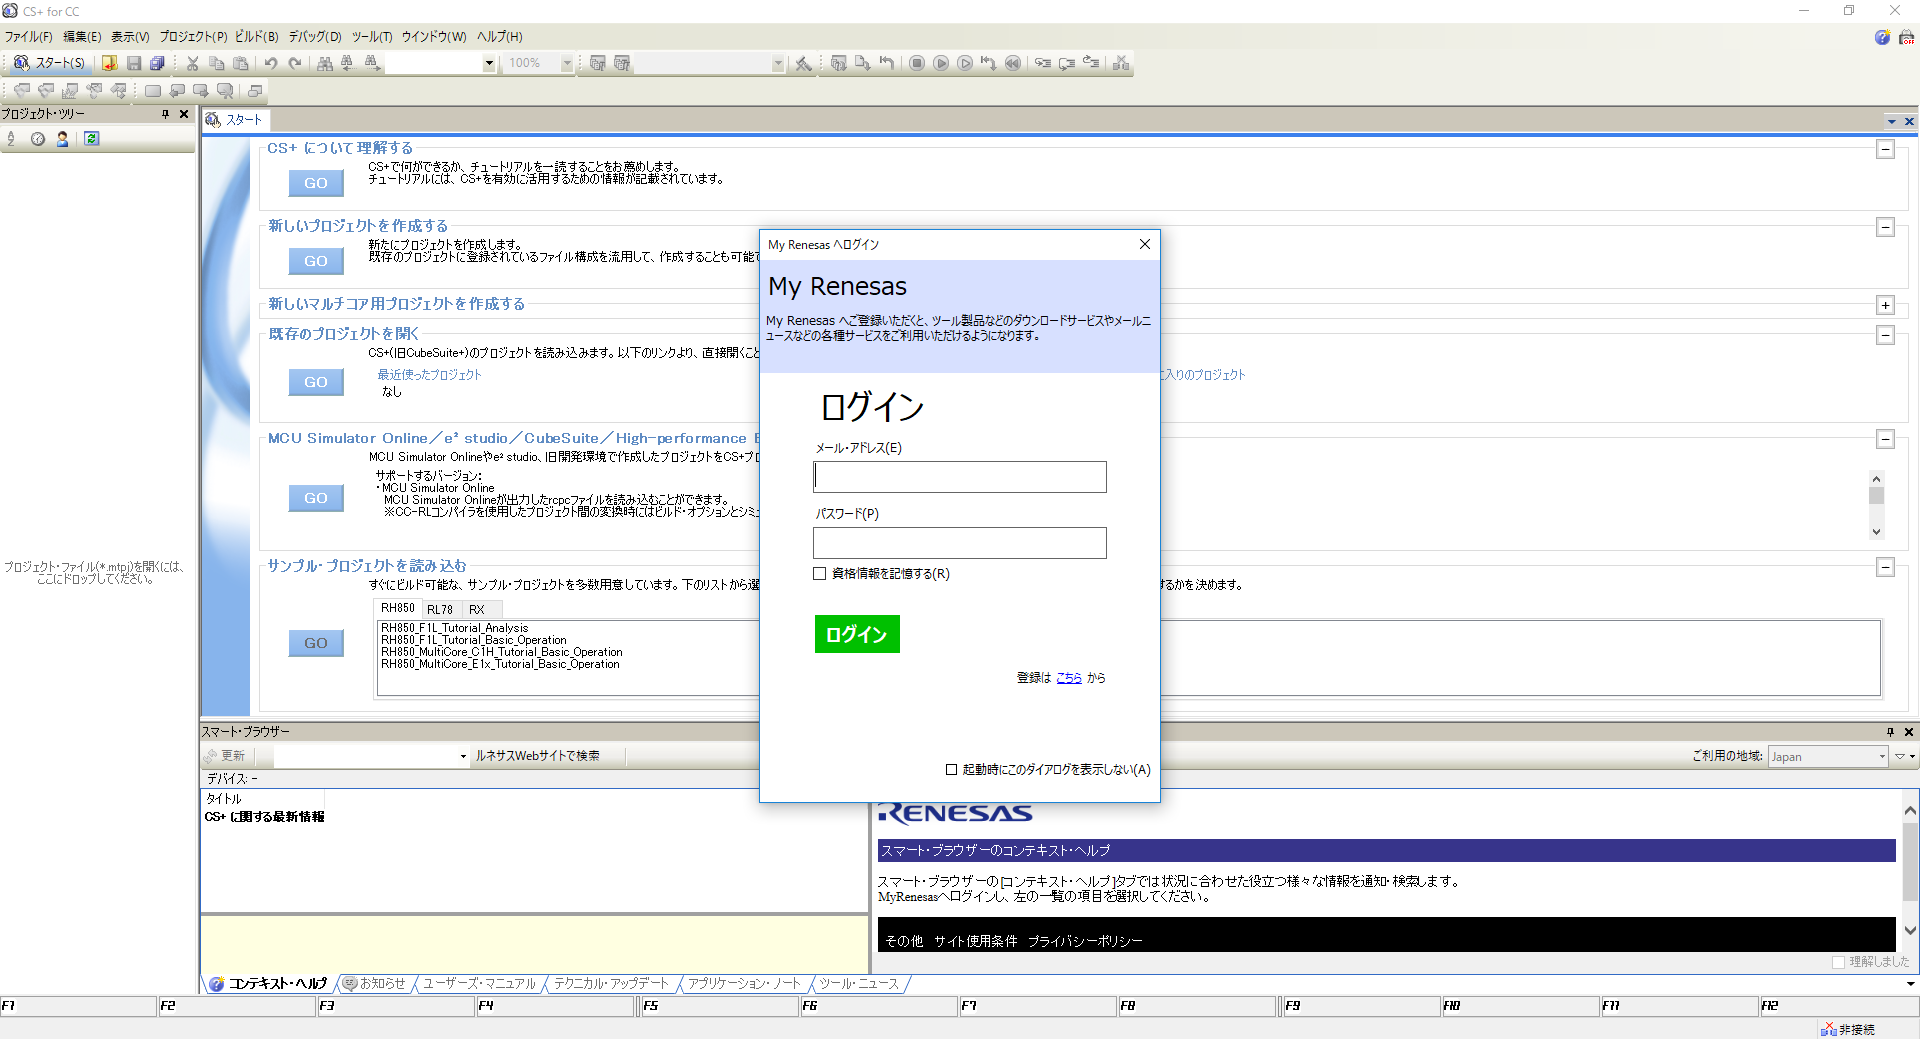 CS+ for CC
ファイル(F) 編集(E) 表示(V) プロジェクト(P) ビルド(B) デバッグ(D) ツール(T) ウインドウ(W) ヘルプ(H)
スタート(S)
100%
プロジェクト・ツリー
スタート
プロジェクト・ファイル(*.mtpj)を開くには、
ここにドロップしてください。
CS+ について理解する
GO
CS+で何ができるか、チュートリアルを一読することをお薦めします。
チュートリアルには、CS+を有効に活用するための情報が記載されています。
新しいプロジェクトを作成する
GO
新たにプロジェクトを作成します。
既存のプロジェクトに登録されているファイル構成を流用して、作成することも可能で
新しいマルチコア用プロジェクトを作成する
既存のプロジェクトを開く
CS+(旧CubeSuite+)のプロジェクトを読み込みます。以下のリンクより、直接開くこと
GO
最近使ったプロジェクト
に入りのプロジェクト
なし
MCU Simulator Online／e² studio／CubeSuite／High-performance E
MCU Simulator Onlineやe² studio、旧開発環境で作成したプロジェクトをCS+プロ
サポートするバージョン:
・MCU Simulator Online
GO
MCU Simulator Onlineが出力したrcpcファイルを読み込むことができます。
※CC-RLコンパイラを使用したプロジェクト間の変換時にはビルド・オプションとシミュ
サンプル・プロジェクトを読み込む
すぐにビルド可能な、サンプル・プロジェクトを多数用意しています。下のリストから選
するかを決めます。
RH850 RL78 RX
GO
RH850_F1L_Tutorial_Analysis
RH850_F1L_Tutorial_Basic_Operation
RH850_MultiCore_C1H_Tutorial_Basic_Operation
RH850_MultiCore_E1x_Tutorial_Basic_Operation
My Renesas へログイン
My Renesas
My Renesas へご登録いただくと、ツール製品などのダウンロードサービスやメールニ
ュースなどの各種サービスをご利用いただけるようになります。
ログイン
メール・アドレス(E)
パスワード(P)
資格情報を記憶する(R)
ログイン
登録は こちら から
起動時にこのダイアログを表示しない(A)
スマート・ブラウザー
更新
ルネサスWebサイトで検索
ご利用の地域: Japan
デバイス: -
タイトル
CS+ に関する最新情報
RENESAS
スマート・ブラウザーのコンテキスト・ヘルプ
スマート・ブラウザーの[コンテキスト・ヘルプ]タブでは状況に合わせた役立つ様々な情報を通知・検索します。
MyRenesasへログインし、左の一覧の項目を選択してください。
その他 サイト使用条件 プライバシーポリシー
理解しました
コンテキスト・ヘルプ お知らせ ユーザーズ・マニュアル テクニカル・アップデート アプリケーション・ノート ツール・ニュース
F1 F2 F3 F4 F5 F6 F7 F8 F9 F10 F11 F12
非接続